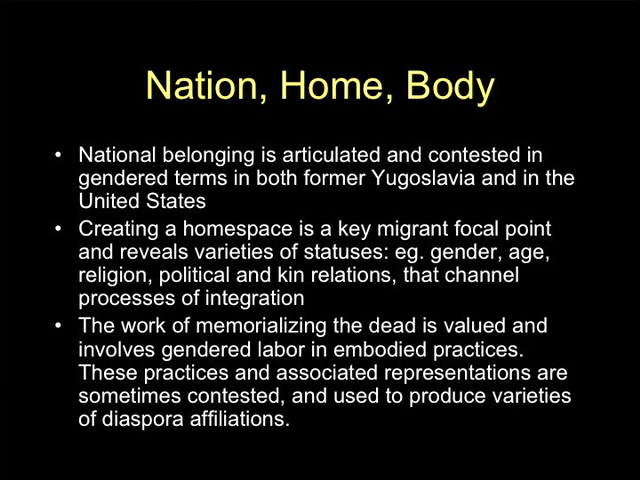 Nation, Home, Body
• National belonging is articulated and contested in
gendered terms in both former Yugoslavia and in the
United States
• Creating a homespace is a key migrant focal point
and reveals varieties of statuses: eg. gender, age,
religion, political and kin relations, that channel
processes of integration
• The work of memorializing the dead is valued and
involves gendered labor in embodied practices.
These practices and associated representations are
sometimes contested, and used to produce varieties
of diaspora affiliations.